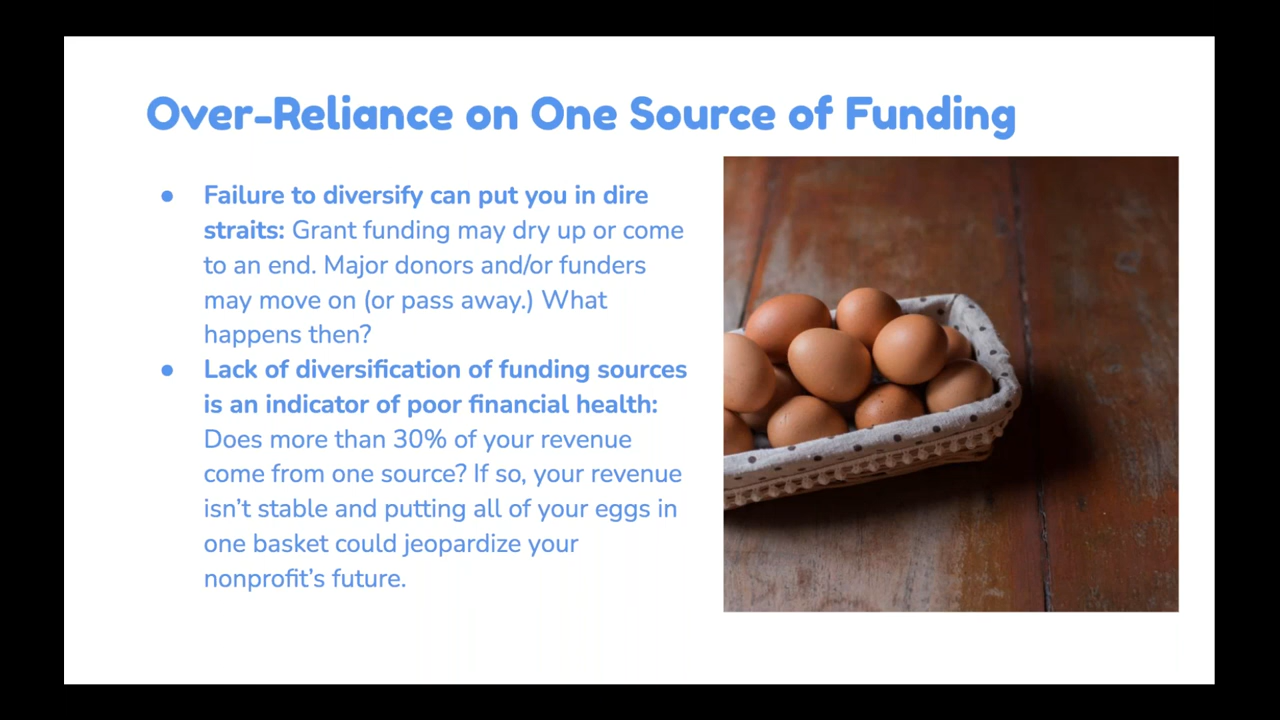 Over-Reliance on One Source of Funding
● Failure to diversify can put you in dire
straits: Grant funding may dry up or come
to an end. Major donors and/or funders
may move on (or pass away.) What
happens then?
● Lack of diversification of funding sources
is an indicator of poor financial health:
Does more than 30% of your revenue
come from one source? If so, your revenue
isn’t stable and putting all of your eggs in
one basket could jeopardize your
nonprofit’s future.